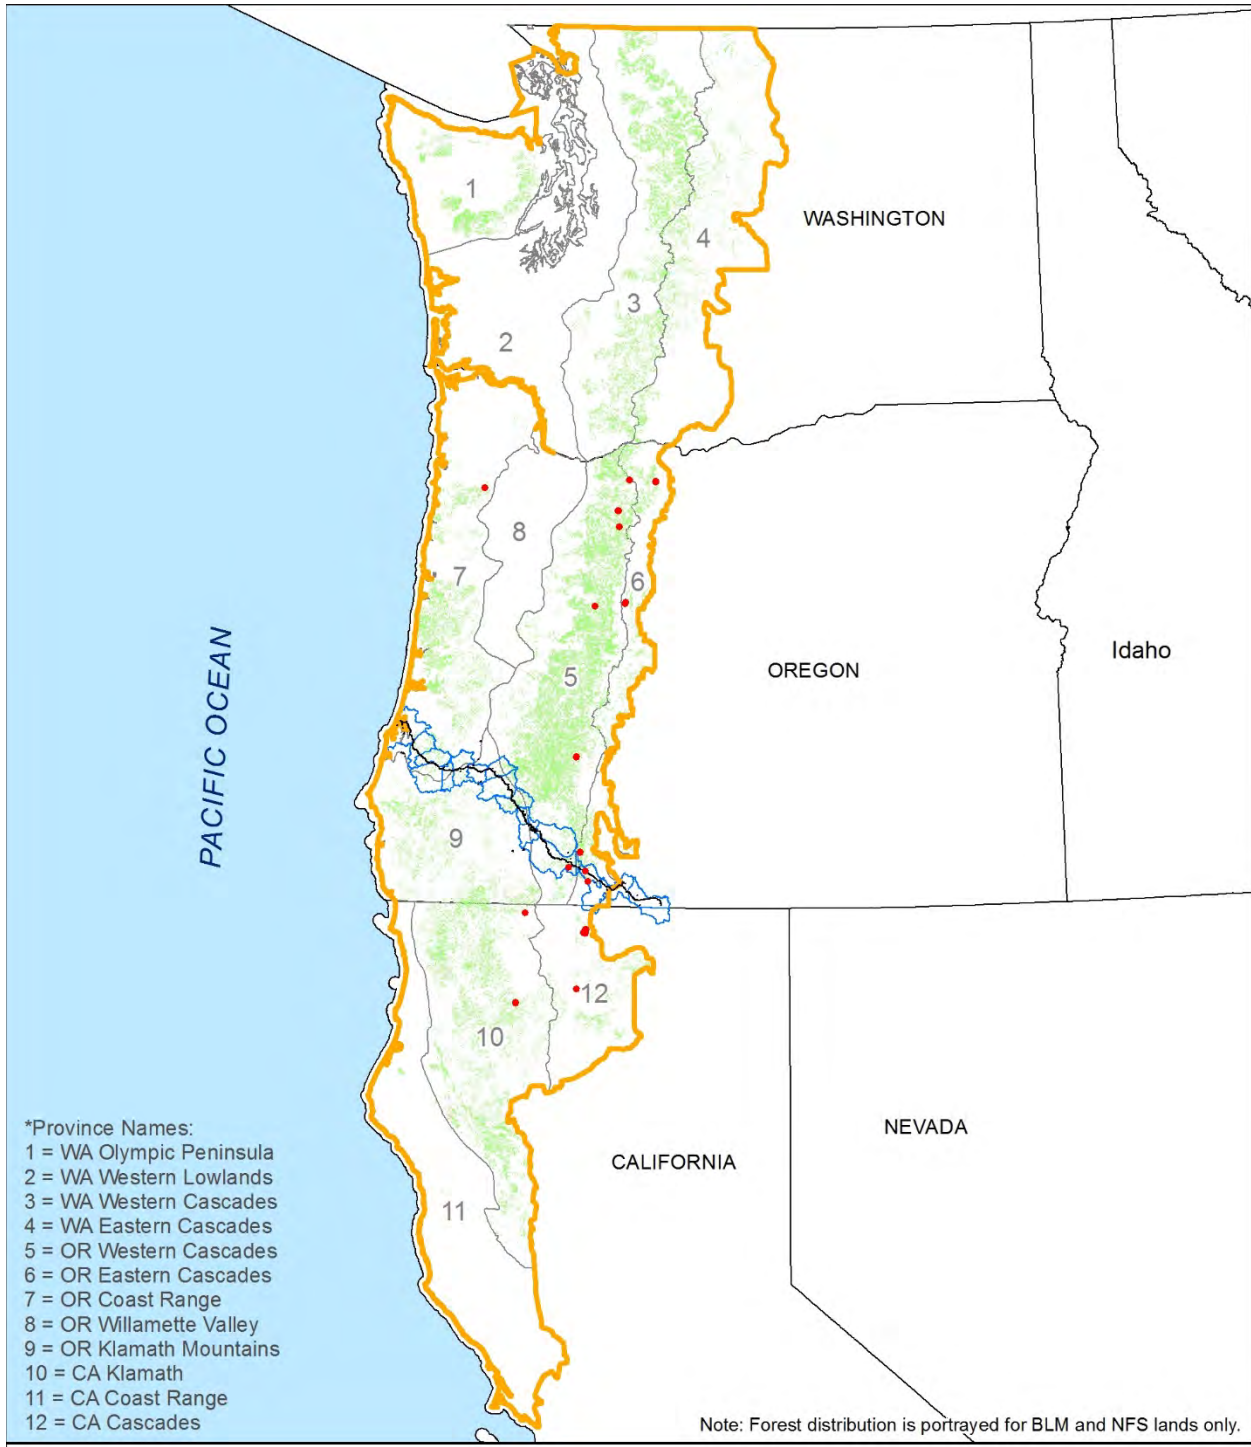 1
WASHINGTON
4
3
2
8
7
6
Idaho
5
OREGON
PACIFIC OCEAN
9
12
10
*Province Names:
1 = WA Olympic Peninsula
2 = WA Western Lowlands
3 = WA Western Cascades
4 = WA Eastern Cascades
5 = OR Western Cascades
6 = OR Eastern Cascades
7 = OR Coast Range
8 = OR Willamette Valley
9 = OR Klamath Mountains
10 = CA Klamath
11 = CA Coast Range
12 = CA Cascades
NEVADA
CALIFORNIA
11
Note: Forest distribution is portrayed for BLM and NFS lands only.